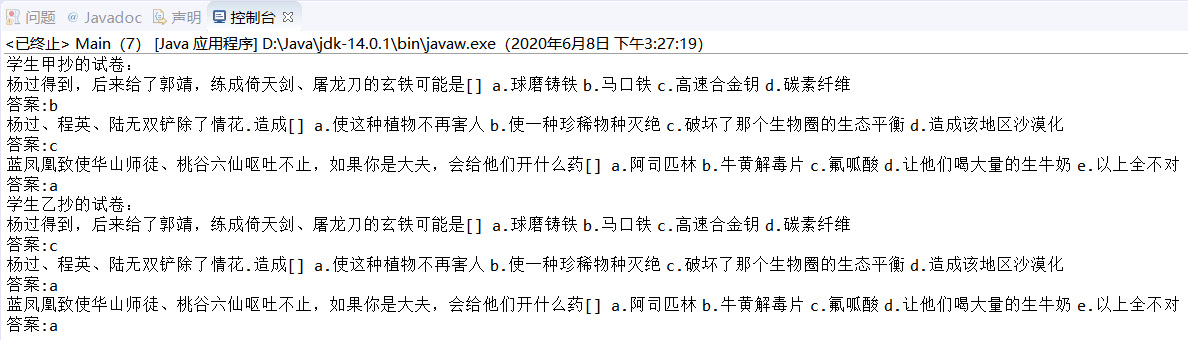 问题 @ Javadoc 声明 控制台
<已终止> Main（7） [Java 应用程序] D:\Java\jdk-14.0.1\bin\javaw.exe（2020年6月8日 下午3:27:19）
学生甲抄的试卷：
杨过得到，后来给了郭靖，练成倚天剑、屠龙刀的玄铁可能是[] a.球磨铸铁 b.马口铁 c.高速合金钥 d.碳素纤维
答案:b
杨过、程英、陆无双铲除了情花.造成[] a.使这种植物不再害人 b.使一种珍稀物种灭绝 c.破坏了那个生物圈的生态平衡 d.造成该地区沙漠化
答案:c
蓝凤凰致使华山师徒、桃谷六仙呕吐不止，如果你是大夫，会给他们开什么药[] a.阿司匹林 b.牛黄解毒片 c.氟呱酸 d.让他们喝大量的生牛奶 e.以上全不对
答案:a
学生乙抄的试卷：
杨过得到，后来给了郭靖，练成倚天剑、屠龙刀的玄铁可能是[] a.球磨铸铁 b.马口铁 c.高速合金钥 d.碳素纤维
答案:c
杨过、程英、陆无双铲除了情花.造成[] a.使这种植物不再害人 b.使一种珍稀物种灭绝 c.破坏了那个生物圈的生态平衡 d.造成该地区沙漠化
答案:a
蓝凤凰致使华山师徒、桃谷六仙呕吐不止，如果你是大夫，会给他们开什么药[] a.阿司匹林 b.牛黄解毒片 c.氟呱酸 d.让他们喝大量的生牛奶 e.以上全不对
答案:a